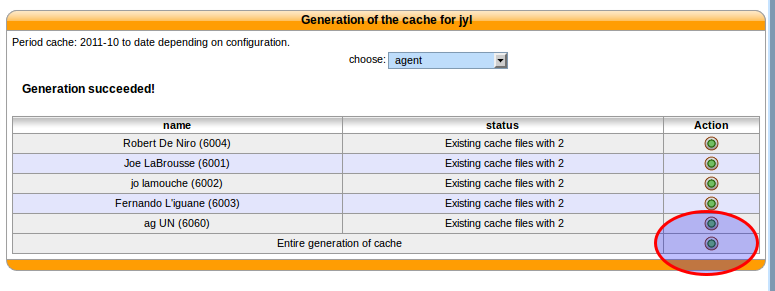 Generation of the cache for jyl
Period cache: 2011-10 to date depending on configuration.
choose: agent
Generation succeeded!
name status Action
Robert De Niro (6004) Existing cache files with 2
Joe LaBrousse (6001) Existing cache files with 2
jo lamouche (6002) Existing cache files with 2
Fernando L'iguane (6003) Existing cache files with 2
ag UN (6060) Existing cache files with 2
Entire generation of cache